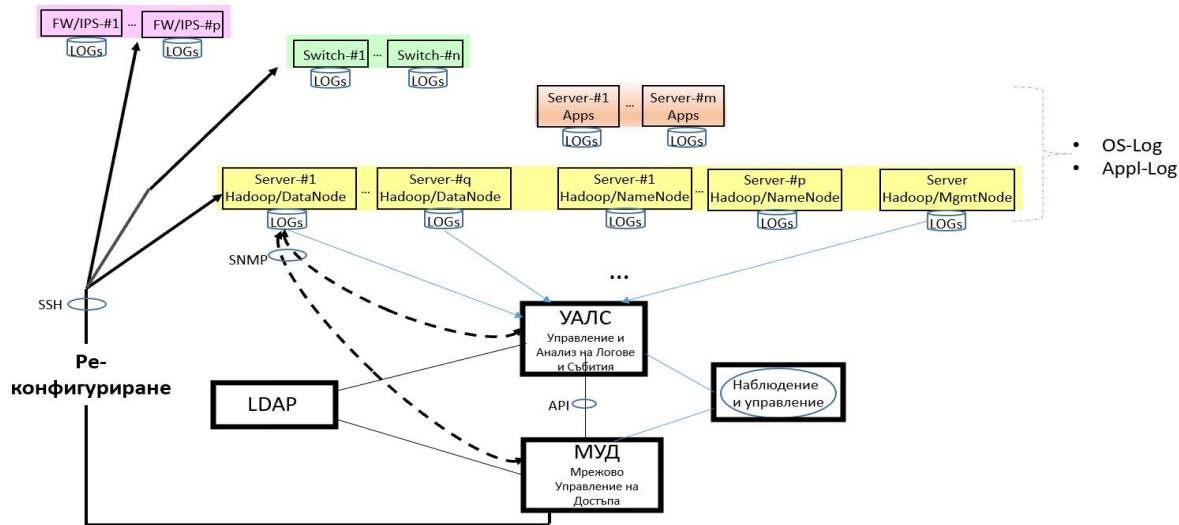 FW/IPS-#1 ... FW/IPS-#p
LOGs LOGs
Switch-#1 ... Switch-#n
LOGs LOGs
Server-#1
Apps
...
Server-#m
Apps
LOGs LOGs
• OS-Log
• Appl-Log
Server-#1
Hadoop/DataNode
...
Server-#q
Hadoop/DataNode
Server-#1
Hadoop/NameNode
...
Server-#p
Hadoop/NameNode
Server
Hadoop/MgmtNode
LOGs LOGs LOGs LOGs LOGs
SNMP
...
SSH
УАЛС
Управление и
Анализ на Логове
и Събития
Ре-
конфигуриране
LDAP
API
Наблюдение
и управление
МУД
Мрежово
Управление на
Достъпа